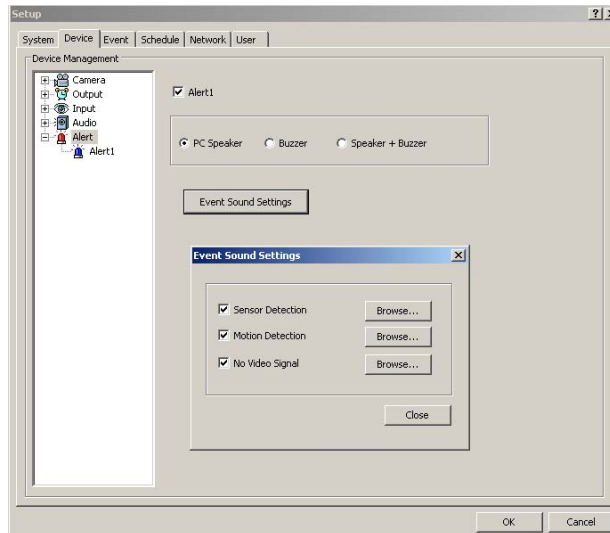 Setup
System Device Event Schedule Network User
Device Management
Camera
Output
Input
Audio
Alert
Alert1
Alert1
PC Speaker Buzzer Speaker + Buzzer
Event Sound Settings
Event Sound Settings
Sensor Detection Browse...
Motion Detection Browse...
No Video Signal Browse...
Close
OK Cancel